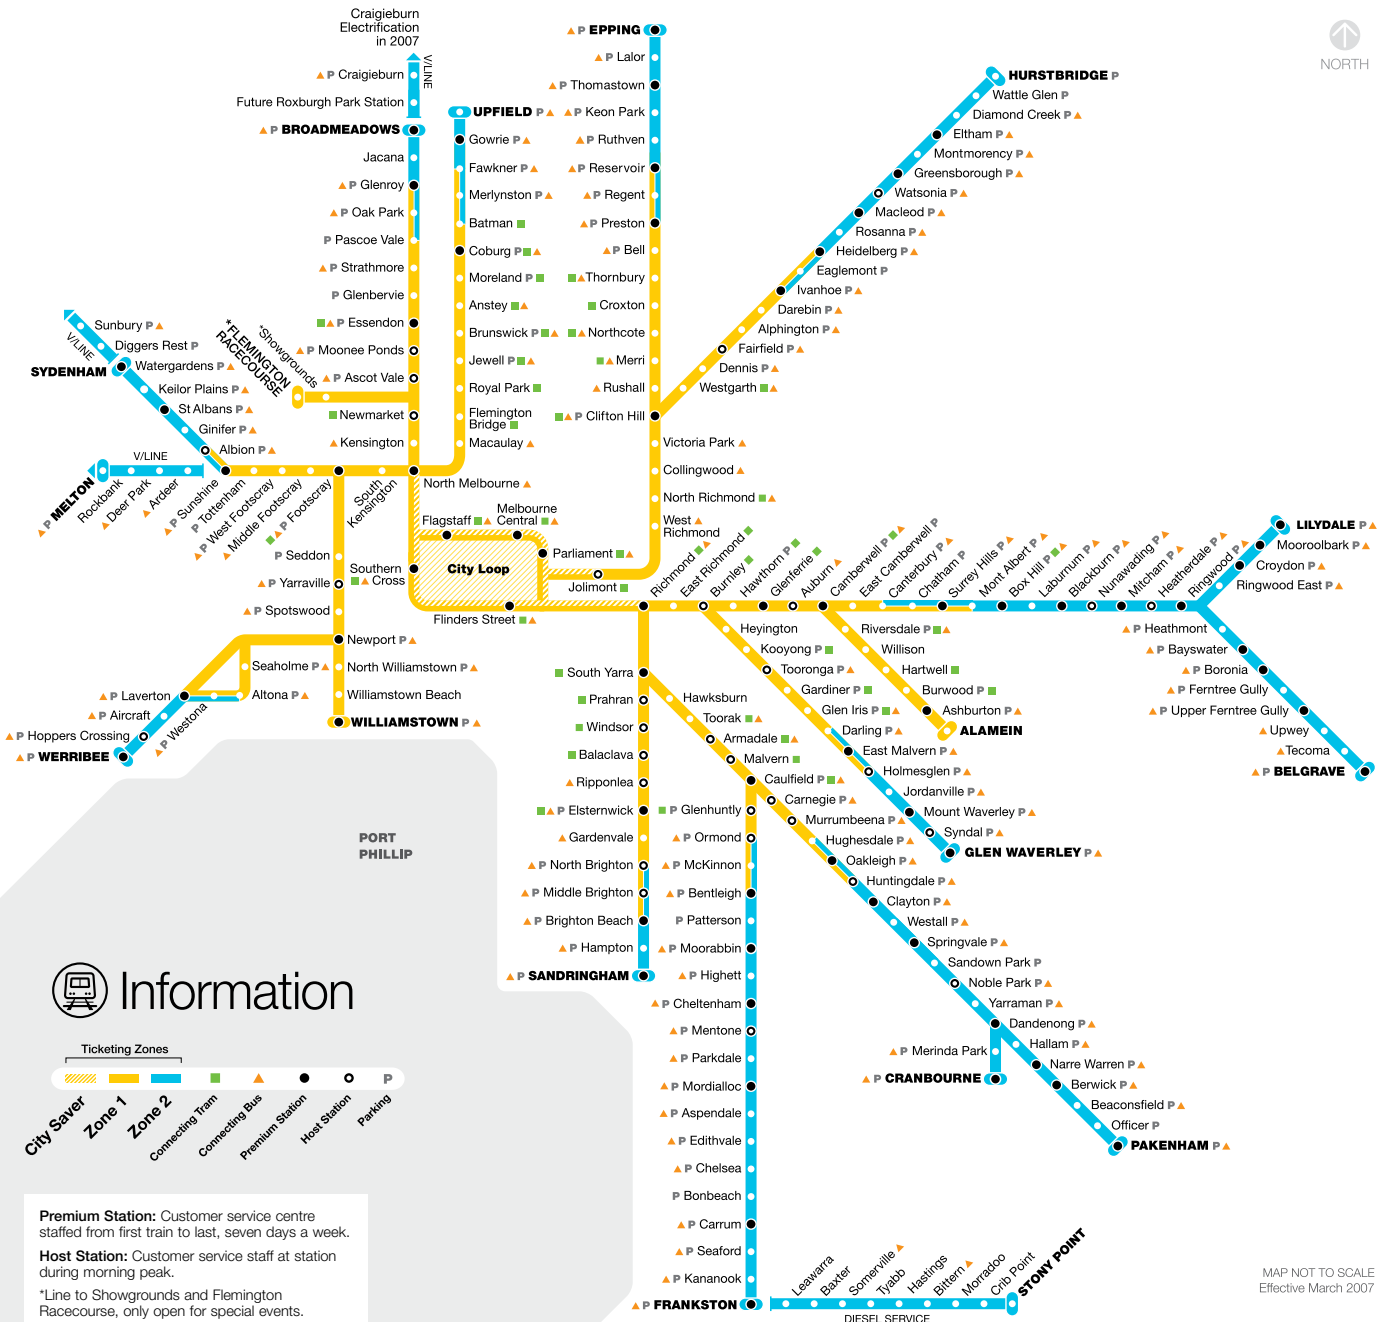 Craigieburn
Electrification
in 2007
V/LINE
P Craigieburn
Future Roxburgh Park Station
P BROADMEADOWS
Jacana
P Glenroy
P Oak Park
P Pascoe Vale
P Strathmore
P Glenbervie
P Essendon
P Moonee Ponds
P Ascot Vale
Newmarket
Kensington
*Showgrounds
*FLEMINGTON
RACECOURSE
UPFIELD P
Gowrie P
Fawkner P
Merlynston P
Batman
Coburg P
Moreland P
Anstey
Brunswick P
Jewell P
Royal Park
Flemington
Bridge
Macaulay
North Melbourne
P EPPING
P Lalor
P Thomastown
P Keon Park
P Ruthven
P Reservoir
P Regent
P Preston
P Bell
Thornbury
Croxton
Northcote
Merri
Rushall
P Clifton Hill
Victoria Park
Collingwood
North Richmond
West
Richmond
NORTH
HURSTBRIDGE P
Wattle Glen P
Diamond Creek P
Eltham P
Montmorency P
Greensborough P
Watsonia P
Macleod P
Rosanna P
Heidelberg P
Eaglemont P
Ivanhoe P
Darebin P
Alphington P
Fairfield P
Dennis P
Westgarth
Sunbury P
V/LINE
Diggers Rest P
SYDENHAM
Watergardens P
Keilor Plains P
St Albans P
Ginifer P
Albion P
V/LINE
P MELTON
Rockbank
Deer Park
Ardeer
P Sunshine
P Tottenham
P West Footscray
Middle Footscray
P Footscray
South
Kensington
P Seddon
P Yarraville
P Spotswood
Newport P
North Williamstown P
Williamstown Beach
WILLIAMSTOWN P
Seaholme P
Altona P
P Westona
P Laverton
P Aircraft
P Hoppers Crossing
P WERRIBEE
Flagstaff
Melbourne
Central
Parliament
City Loop
Southern
Cross
Jolimont
Flinders Street
Richmond
East Richmond
Burnley
Hawthorn P
Glenferrie
Auburn
Camberwell P
East Camberwell P
Canterbury P
Chatham P
Surrey Hills P
Mont Albert P
Box Hill P
Laburnum P
Blackburn P
Nunawading P
Mitcham P
Heatherdale P
Ringwood P
LILYDALE P
Mooroolbark P
Croydon P
Ringwood East P
P Heathmont
P Bayswater
P Boronia
P Ferntree Gully
P Upper Ferntree Gully
Upwey
Tecoma
P BELGRAVE
Riversdale P
Willison
Hartwell
Burwood P
Ashburton P
ALAMEIN
Heyington
Kooyong P
Tooronga P
Gardiner P
Glen Iris P
Darling P
East Malvern P
Holmesglen P
Jordanville P
Mount Waverley P
Syndal P
GLEN WAVERLEY P
South Yarra
Prahran
Windsor
Balaclava
Ripponlea
P Elsternwick
Gardenvale
P North Brighton
P Middle Brighton
P Brighton Beach
P Hampton
P SANDRINGHAM
Hawksburn
Toorak
Armadale
Malvern
Caulfield P
Carnegie P
Murrumbeena P
Hughesdale P
Oakleigh P
Huntingdale P
Clayton P
Westall P
Springvale P
Sandown Park P
Noble Park P
Yarraman P
Dandenong P
Hallam P
Narre Warren P
Berwick P
Beaconsfield P
Officer P
PAKENHAM P
P Merinda Park
P CRANBOURNE
P Glenhuntly
P Ormond
P McKinnon
P Bentleigh
P Patterson
P Moorabbin
P Highett
P Cheltenham
P Mentone
P Parkdale
P Mordialloc
P Aspendale
P Edithvale
P Chelsea
P Bonbeach
P Carrum
P Seaford
P Kananook
P FRANKSTON
Leawarra
Baxter
Somerville
Tyabb
Hastings
Bittern
Morradoo
Crib Point
STONY POINT
DIESEL SERVICE
PORT
PHILLIP
Information
Ticketing Zones
P
City Saver
Zone 1
Zone 2
Connecting Tram
Connecting Bus
Premium Station
Host Station
Parking
Premium Station: Customer service centre
staffed from first train to last, seven days a week.
Host Station: Customer service staff at station
during morning peak.
*Line to Showgrounds and Flemington
Racecourse, only open for special events.
MAP NOT TO SCALE
Effective March 2007